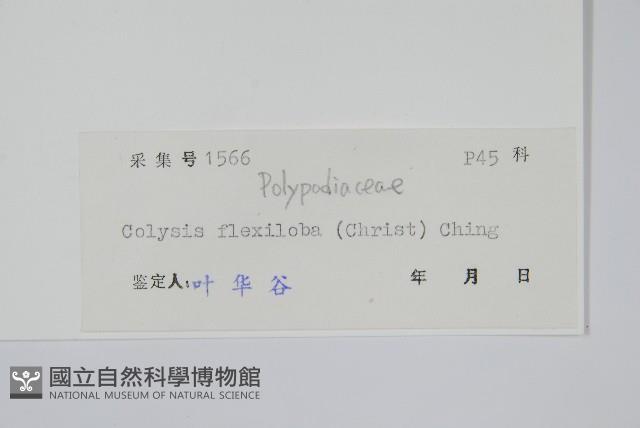 采集号 1566 P45 科
Polypodiaceae
Colysis flexiloba (Christ) Ching
鉴定人: 叶华谷 年 月 日
國立自然科學博物館
NATIONAL MUSEUM OF NATURAL SCIENCE